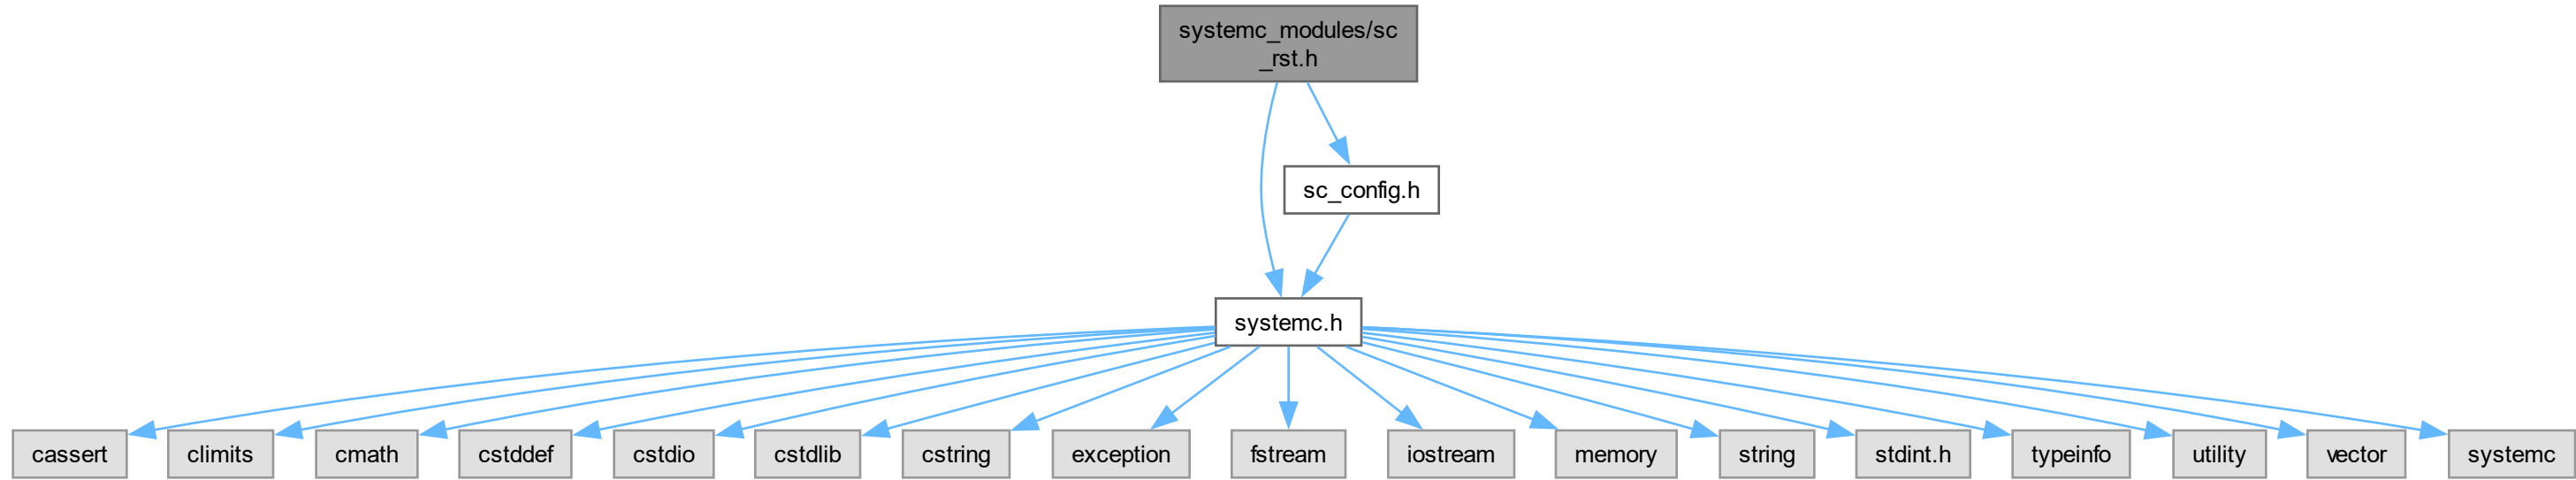 systemc_modules/sc
_rst.h
sc_config.h
systemc.h
cassert
climits
cmath
cstddef
cstdio
cstdlib
cstring
exception
fstream
iostream
memory
string
stdint.h
typeinfo
utility
vector
systemc